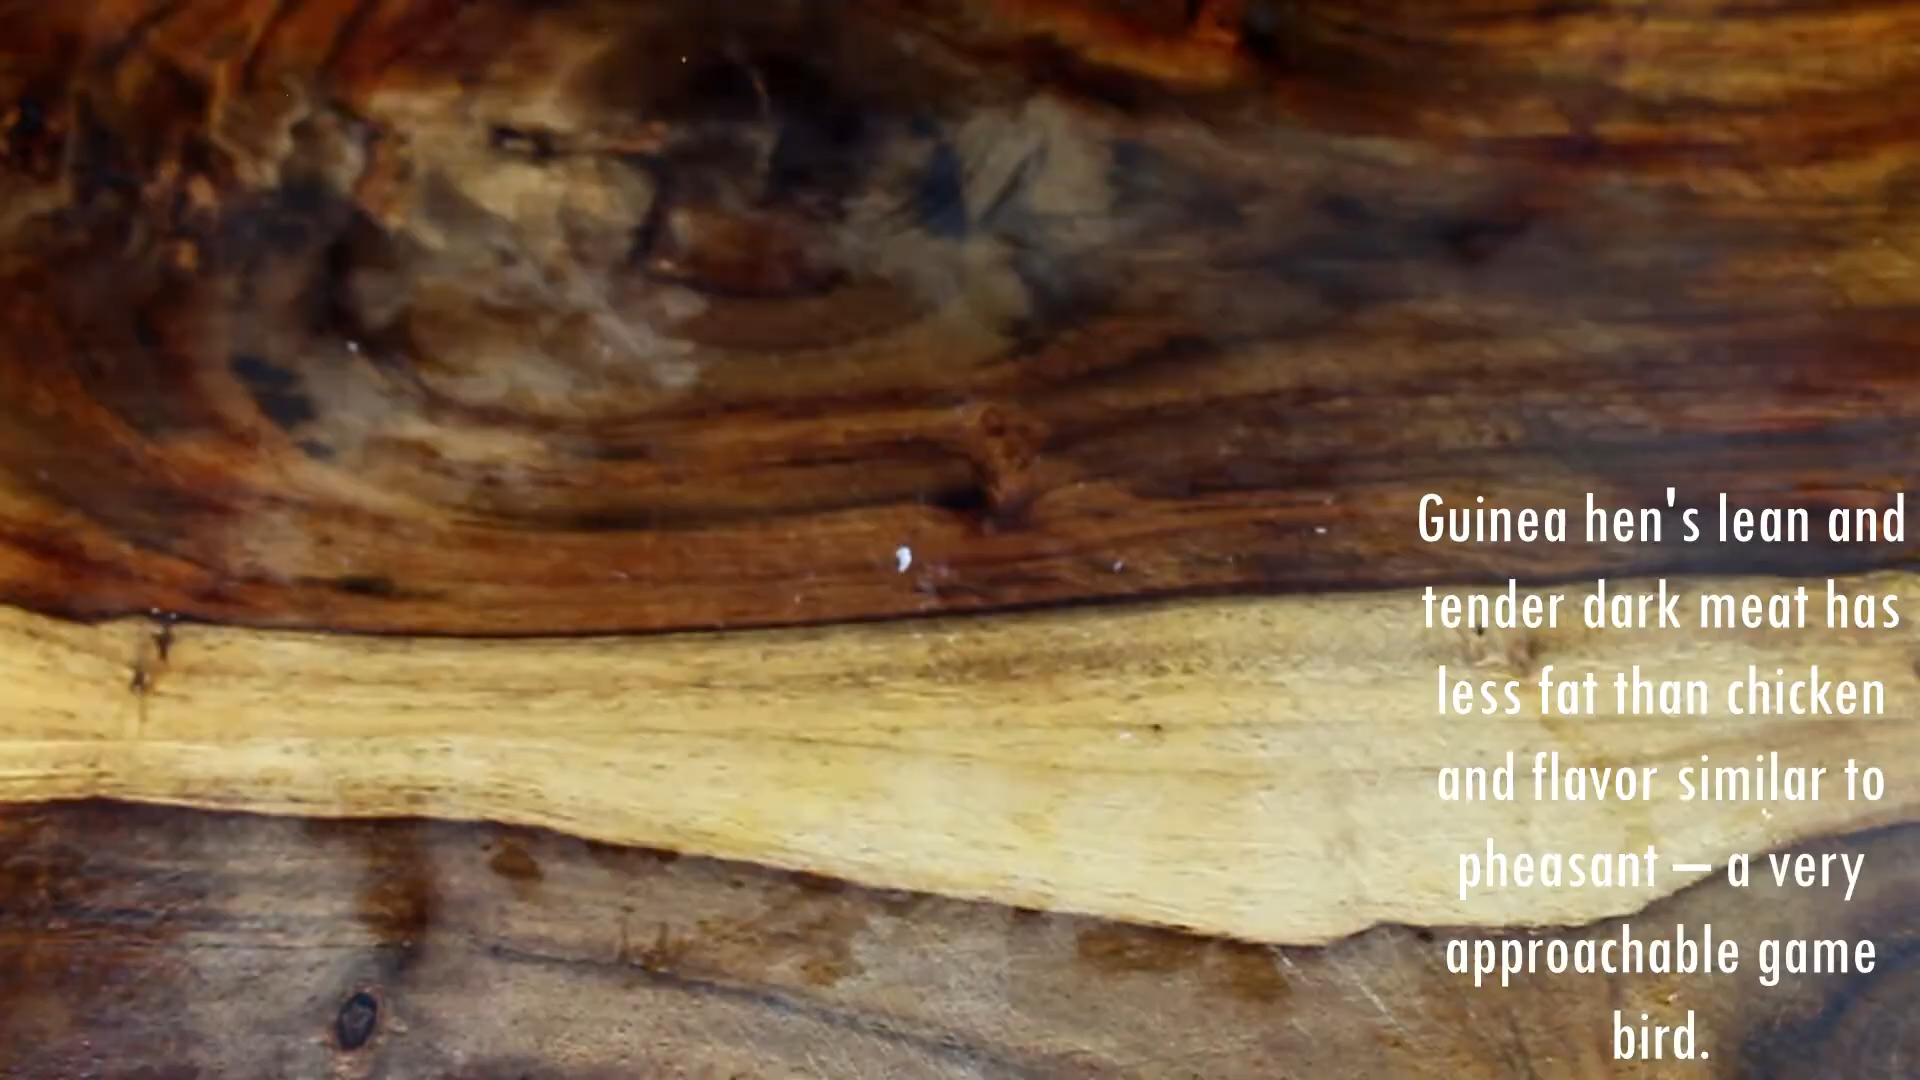 Guinea hen's lean and
tender dark meat has
less fat than chicken
and flavor similar to
pheasant – a very
approachable game
bird.